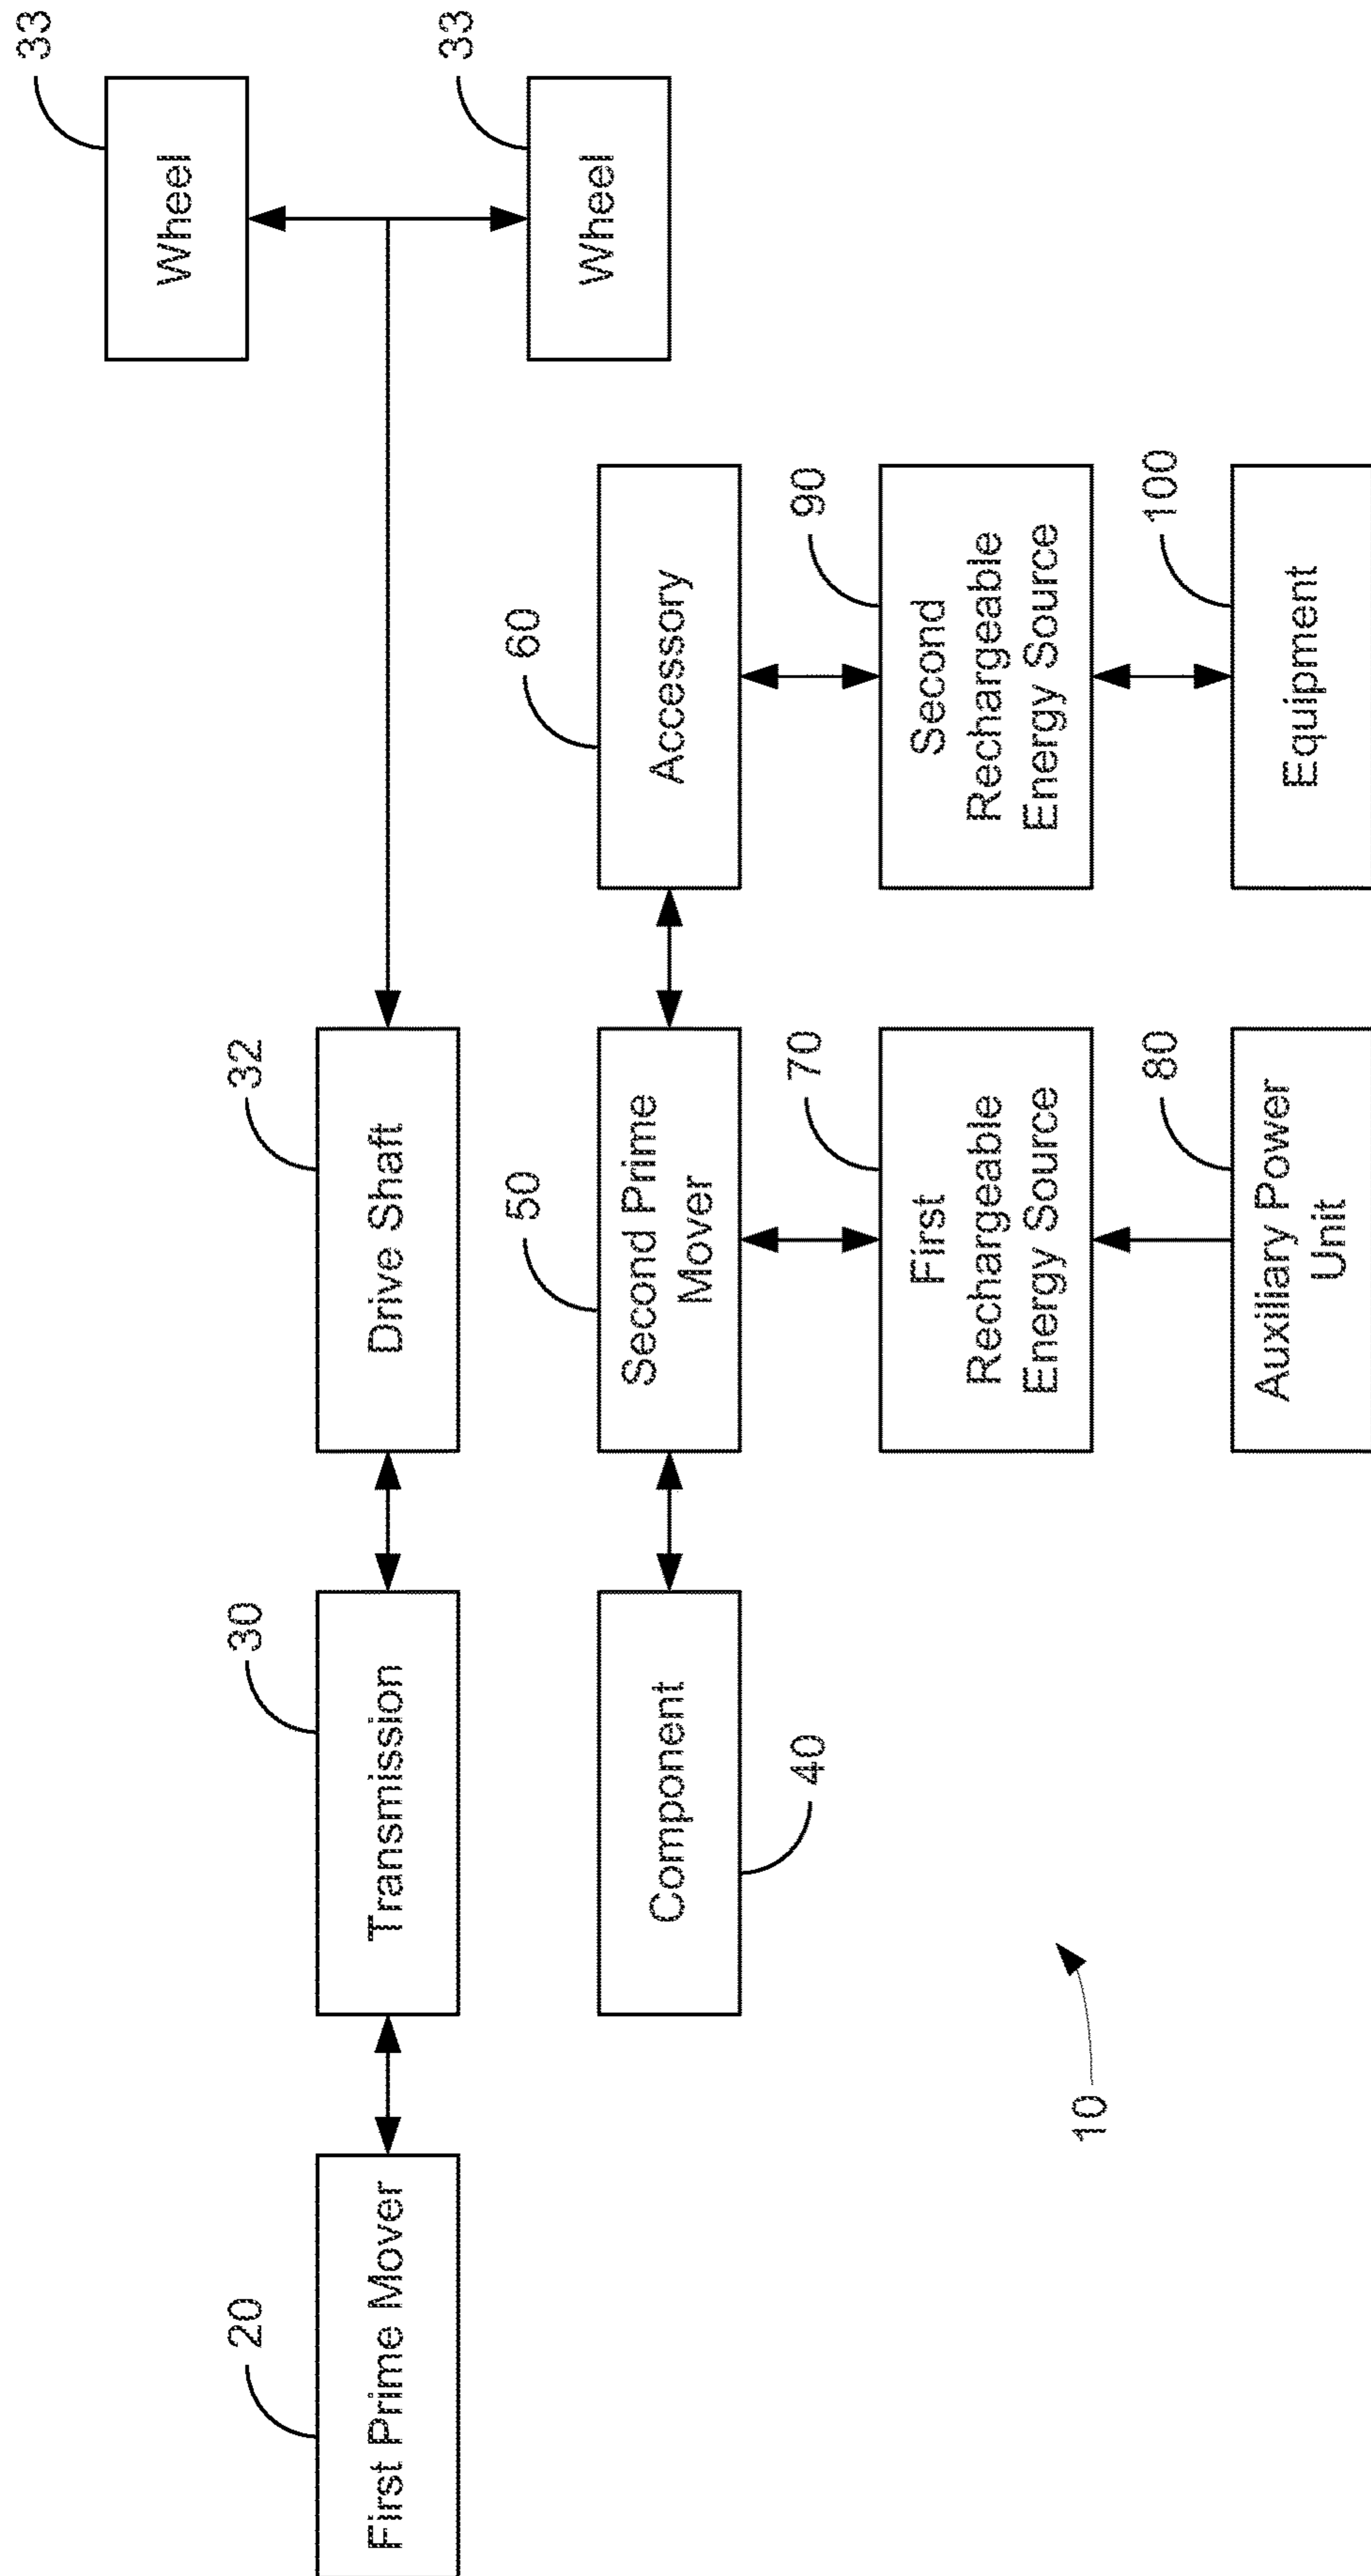 33
Wheel
33
Wheel
20
First Prime Mover
30
Transmission
32
Drive Shaft
40
Component
50
Second Prime
Mover
60
Accessory
70
First
Rechargeable
Energy Source
90
Second
Rechargeable
Energy Source
80
Auxiliary Power
Unit
100
Equipment
10